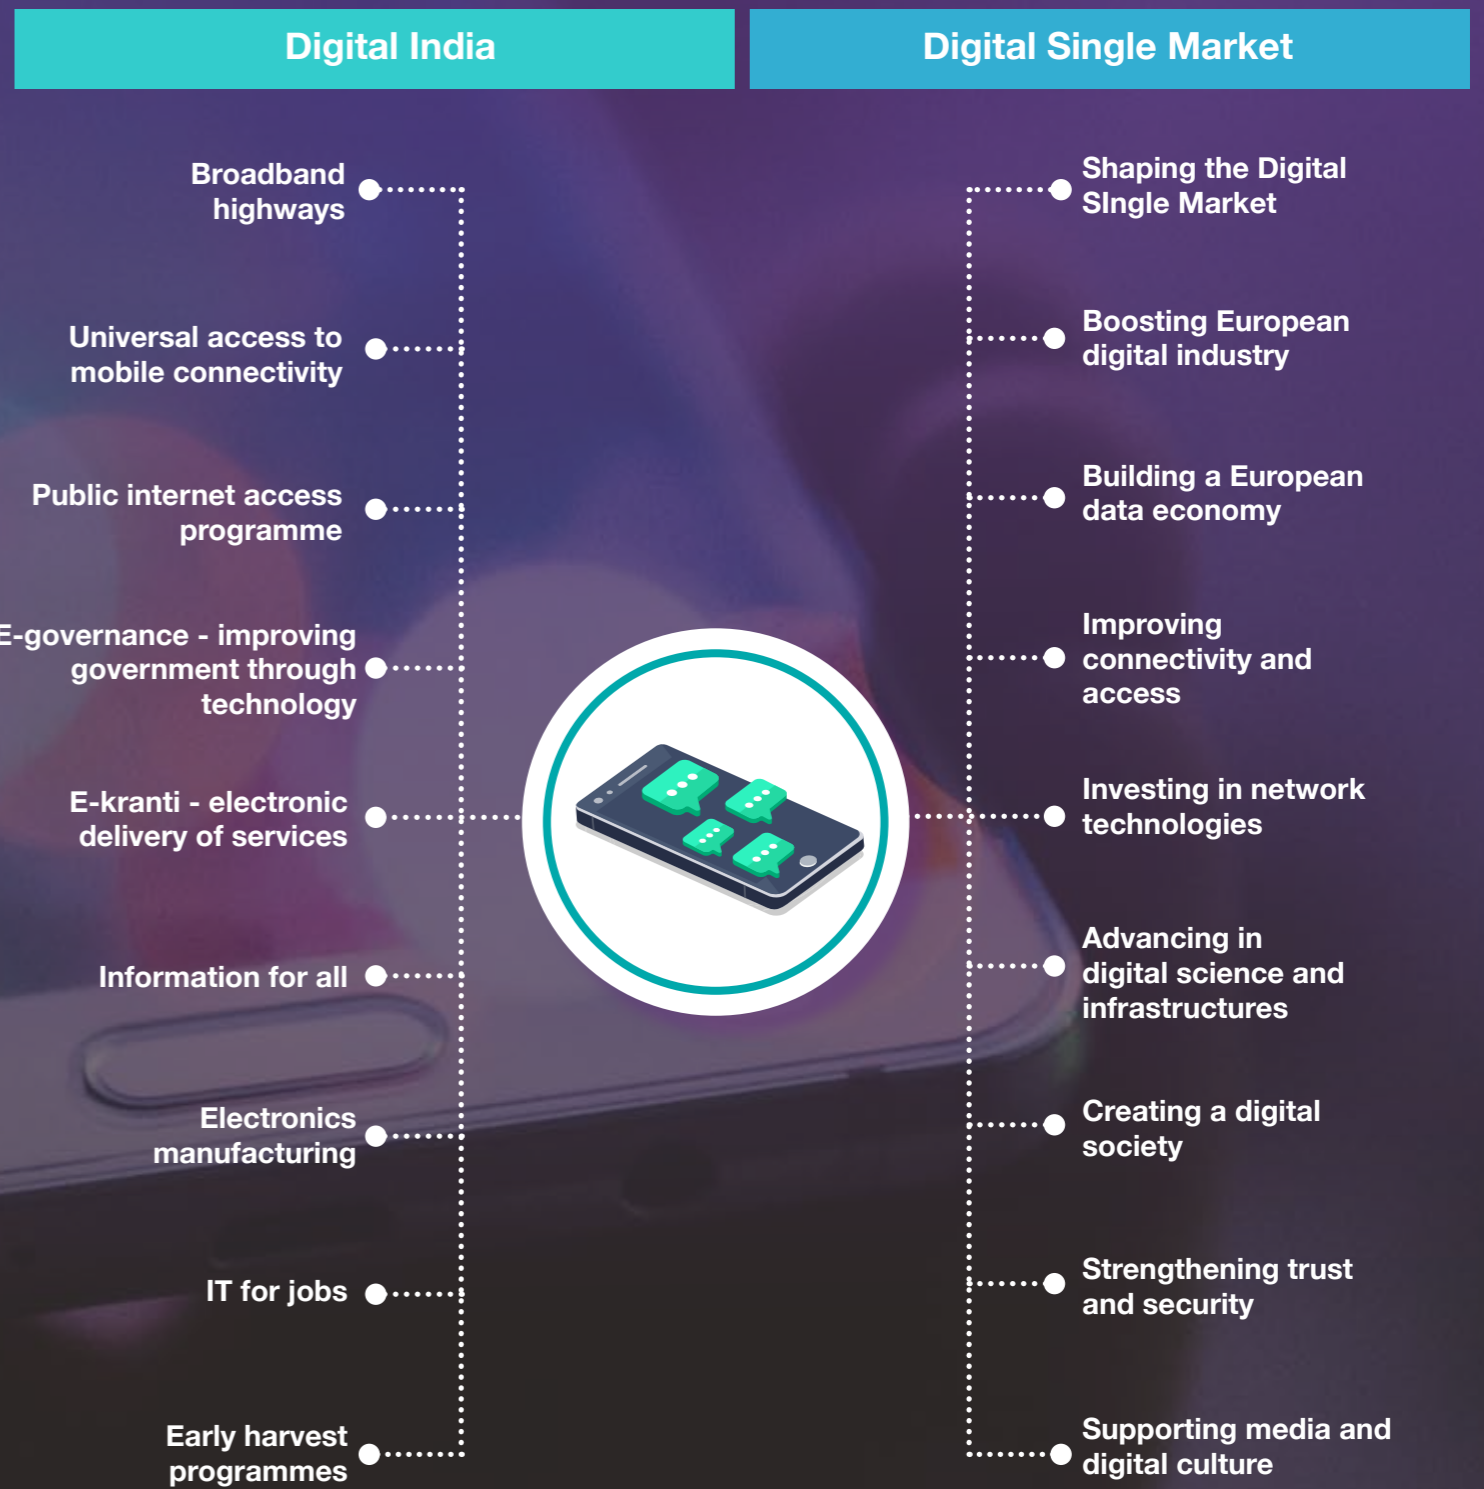 Digital India
Digital Single Market
Broadband
highways
Universal access to
mobile connectivity
Public internet access
programme
E-governance - improving
government through
technology
E-kranti - electronic
delivery of services
Information for all
Electronics
manufacturing
IT for jobs
Early harvest
programmes
Shaping the Digital
SIngle Market
Boosting European
digital industry
Building a European
data economy
Improving
connectivity and
access
Investing in network
technologies
Advancing in
digital science and
infrastructures
Creating a digital
society
Strengthening trust
and security
Supporting media and
digital culture